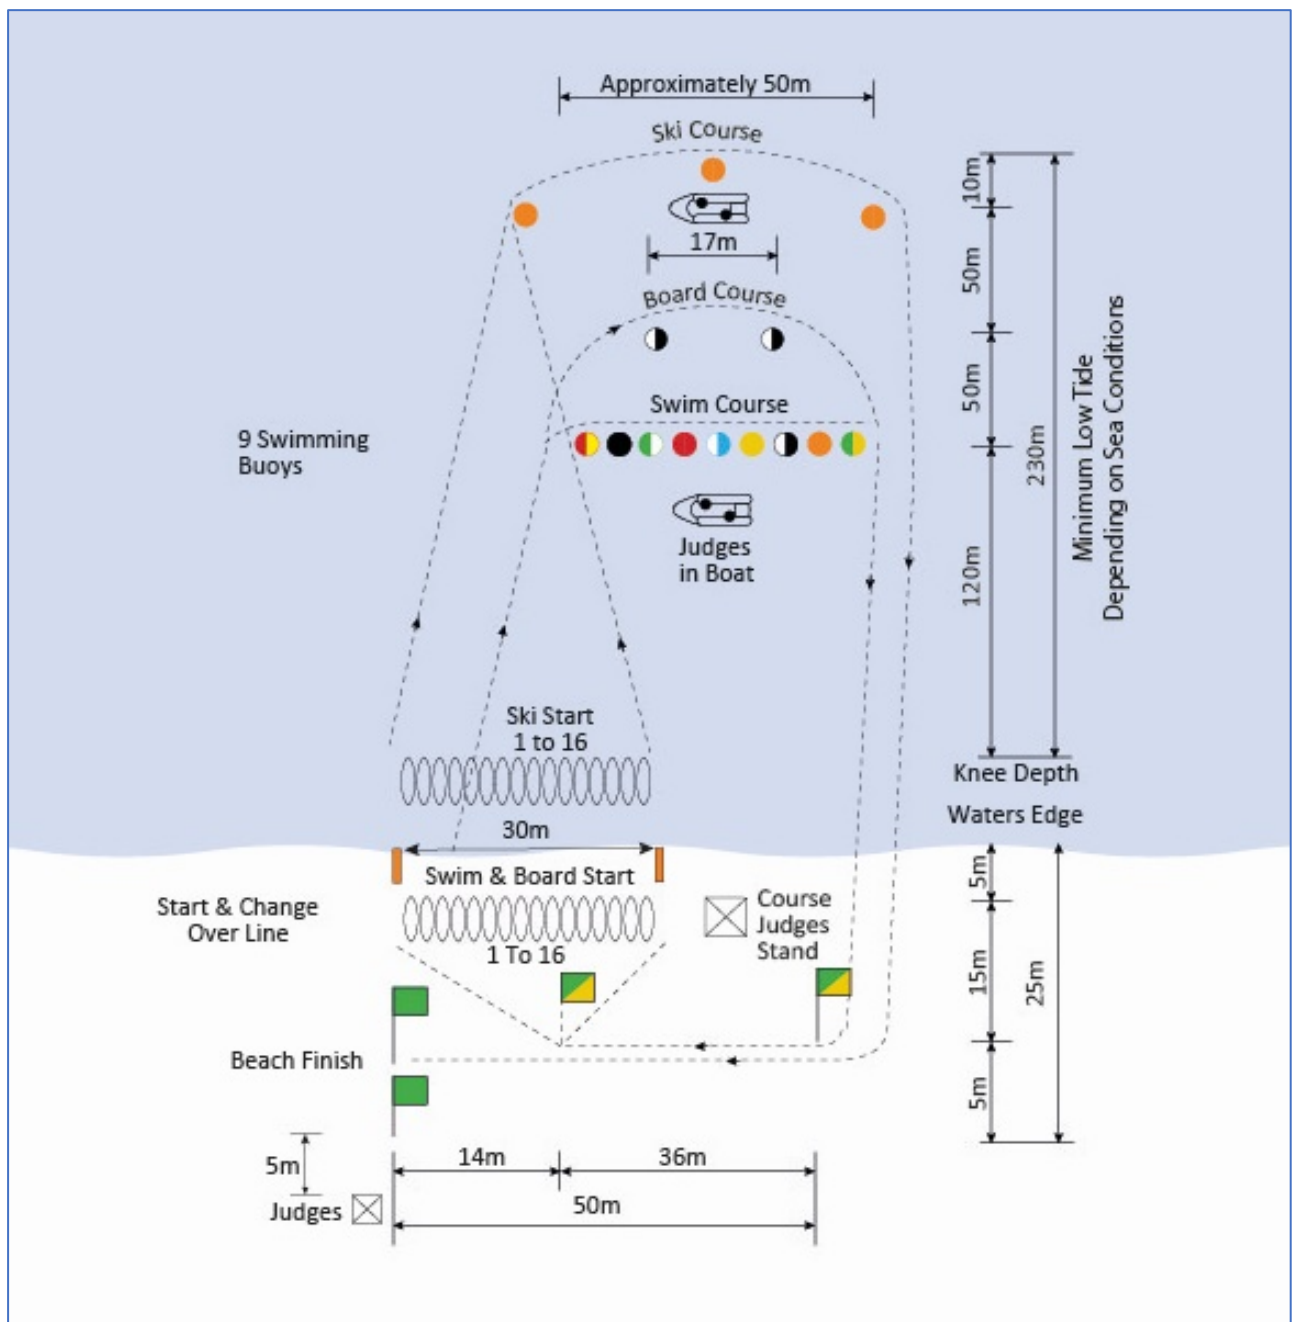 Approximately 50m
Ski Course
10m
17m
50m
Board Course
50m
Swim Course
9 Swimming
Buoys
230m
Minimum Low Tide
Depending on Sea Conditions
Judges
in Boat
120m
Ski Start
1 to 16
Knee Depth
Waters Edge
30m
Swim & Board Start
5m
Start & Change
Over Line
Course
Judges
Stand
1 To 16
15m
25m
Beach Finish
5m
5m
14m
36m
Judges
50m